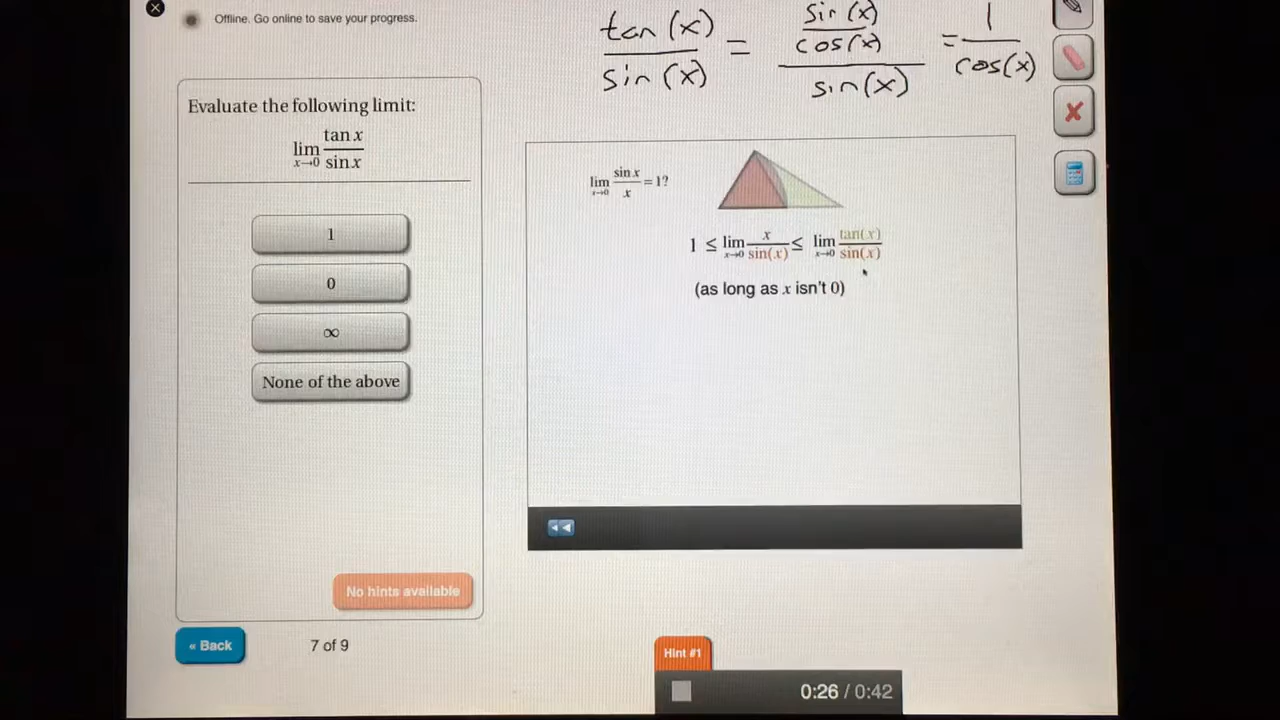 Offline. Go online to save your progress.
tan(x) / sin(x) = (sin(x) / cos(x)) / sin(x) = 1 / cos(x)
Evaluate the following limit:
lim x→0 tan x / sin x
1
0
∞
None of the above
No hints available
« Back
7 of 9
lim x→0 sin x / x = 1?
1 ≤ lim x→0 x / sin(x) ≤ lim x→0 tan(x) / sin(x)
(as long as x isn't 0)
Hint #1
0:26 / 0:42